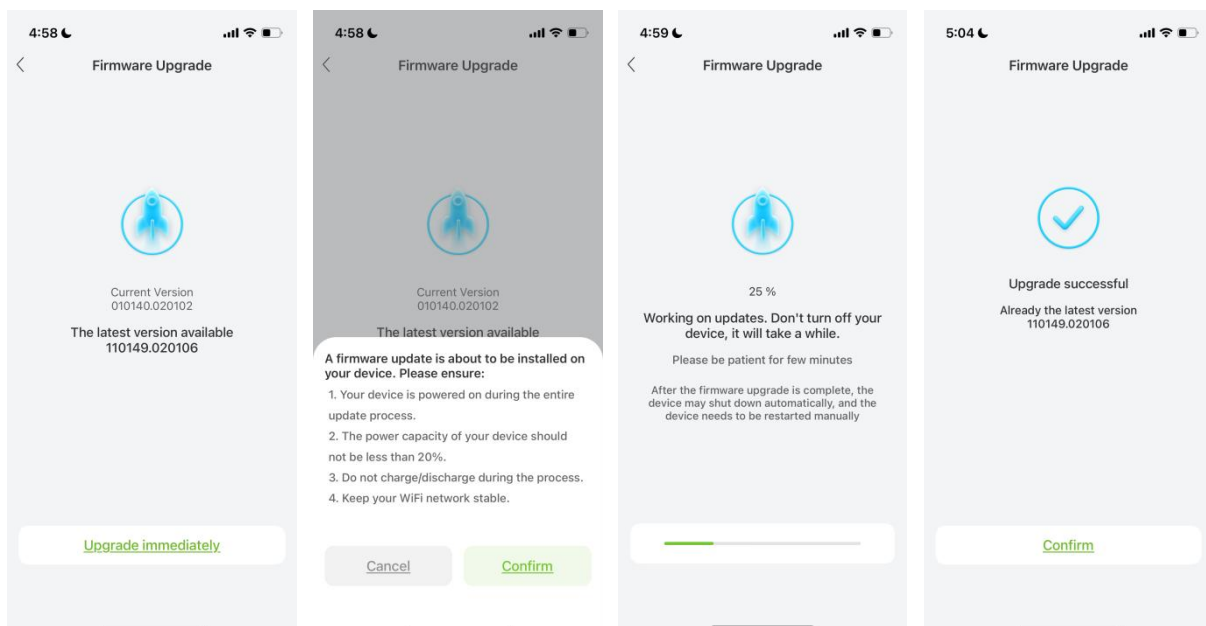 4:58
Firmware Upgrade
Current Version
010140.020102
The latest version available
110149.020106
Upgrade immediately
4:58
Firmware Upgrade
Current Version
010140.020102
The latest version available
A firmware update is about to be installed on
your device. Please ensure:
1. Your device is powered on during the entire
update process.
2. The power capacity of your device should
not be less than 20%.
3. Do not charge/discharge during the process.
4. Keep your WiFi network stable.
Cancel
Confirm
4:59
Firmware Upgrade
25 %
Working on updates. Don't turn off your
device, it will take a while.
Please be patient for few minutes
After the firmware upgrade is complete, the
device may shut down automatically, and the
device needs to be restarted manually
5:04
Firmware Upgrade
Upgrade successful
Already the latest version
110149.020106
Confirm